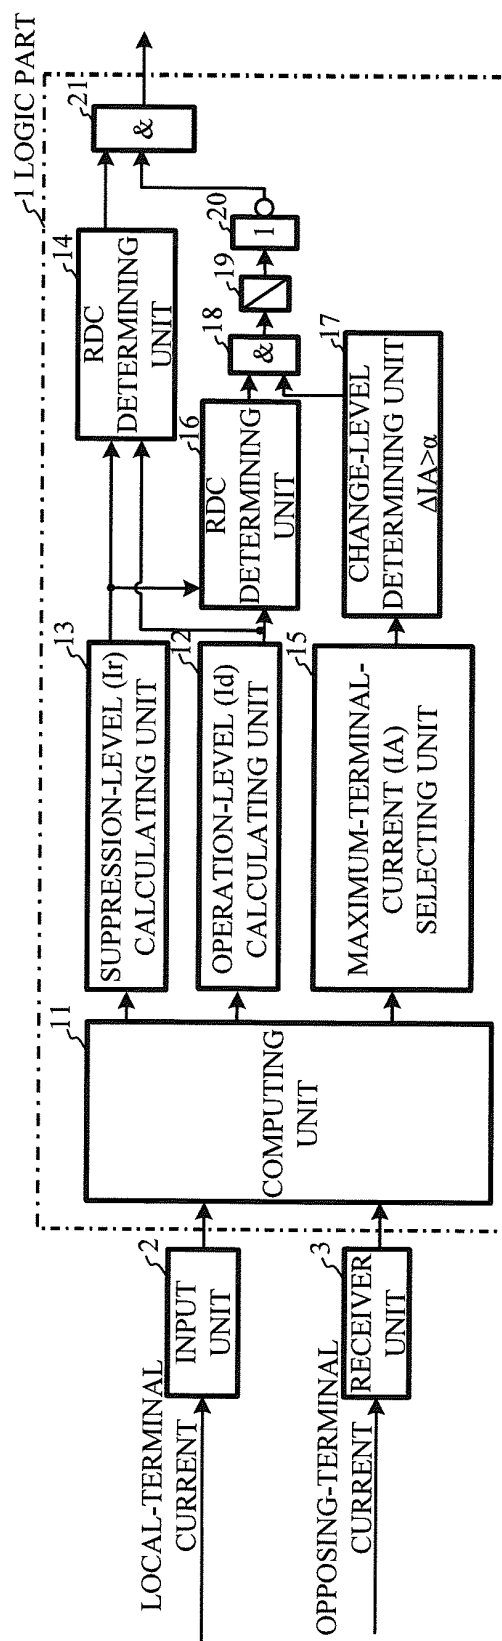 1 LOGIC PART
LOCAL-TERMINAL
CURRENT
2
INPUT
UNIT
OPPOSING-TERMINAL
CURRENT
3
RECEIVER
UNIT
11
COMPUTING
UNIT
13
SUPPRESSION-LEVEL (Ir)
CALCULATING UNIT
12
OPERATION-LEVEL (Id)
CALCULATING UNIT
15
MAXIMUM-TERMINAL-
CURRENT (IA)
SELECTING UNIT
14
RDC
DETERMINING
UNIT
16
RDC
DETERMINING
UNIT
17
CHANGE-LEVEL
DETERMINING UNIT
ΔIA>α
18
&
19
20
1
21
&